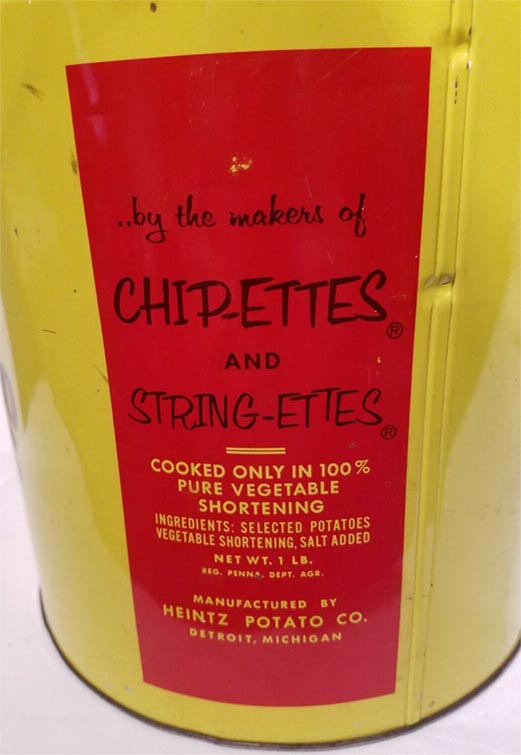 ..by the makers of
CHIP-ETTES®
AND
STRING-ETTES®
COOKED ONLY IN 100%
PURE VEGETABLE
SHORTENING
INGREDIENTS: SELECTED POTATOES
VEGETABLE SHORTENING, SALT ADDED
NET WT. 1 LB.
REG. PENNA. DEPT. AGR.
MANUFACTURED BY
HEINTZ POTATO CO.
DETROIT, MICHIGAN